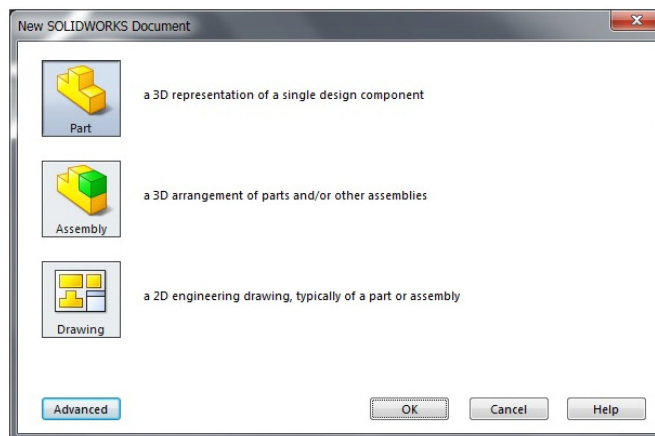 New SOLIDWORKS Document
Part
a 3D representation of a single design component
Assembly
a 3D arrangement of parts and/or other assemblies
Drawing
a 2D engineering drawing, typically of a part or assembly
Advanced
OK
Cancel
Help